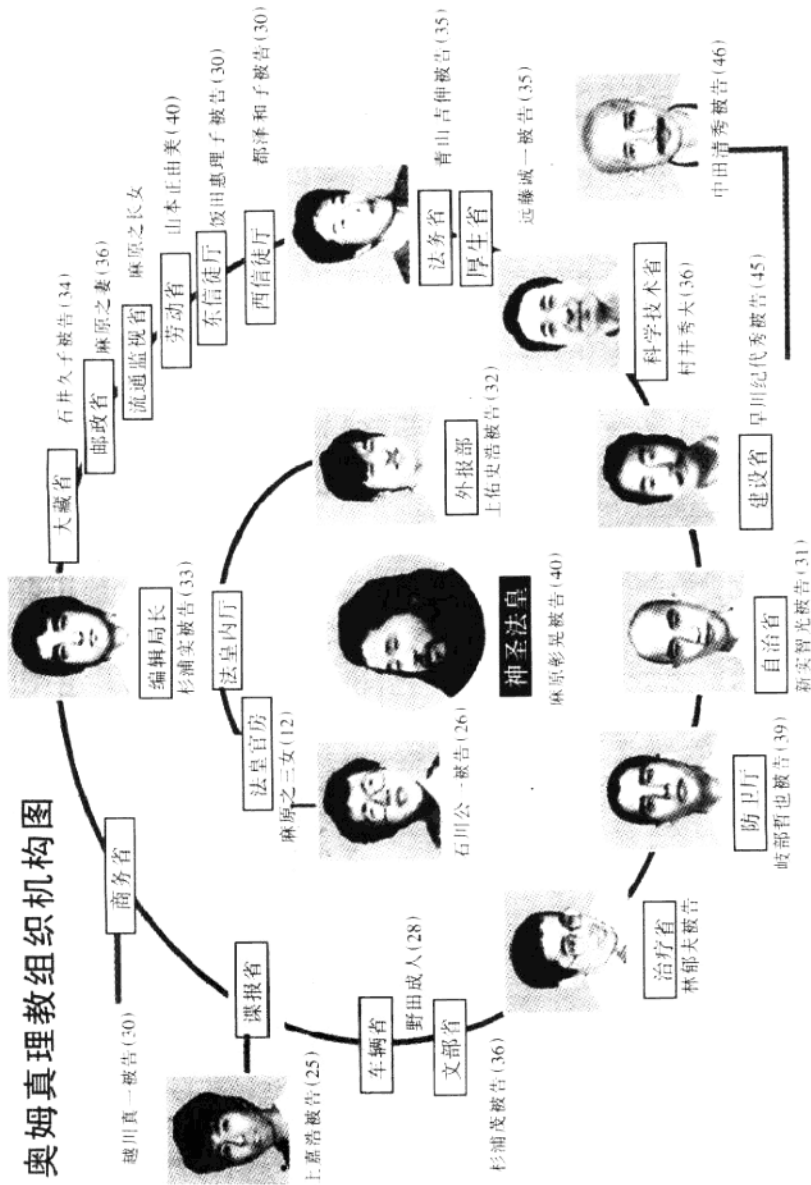 奥姆真理教组织机构图
越川真一被告(30)
商务省
编辑局长
杉浦实被告(33)
大藏省
石井久子被告(34)
邮政省
麻原之妻(36)
流通监视省
麻原之长女
劳动省
山本正由美(40)
东信徒厅
饭田惠理子被告(30)
西信徒厅
都泽和子被告(30)
法务省
青山吉伸被告(35)
厚生省
远藤诚一被告(35)
科学技术省
村井秀夫(36)
中田清秀被告(46)
建设省
早川纪代秀被告(45)
自治省
新实智光被告(31)
防卫厅
岐部哲也被告(39)
治疗省
林郁夫被告
文部省
杉浦茂被告(36)
车辆省
野田成人(28)
谍报省
上嘉浩被告(25)
法皇内厅
法皇官房
麻原之三女(12)
石川公一被告(26)
外报部
上佑史浩被告(32)
神圣法皇
麻原彰晃被告(40)